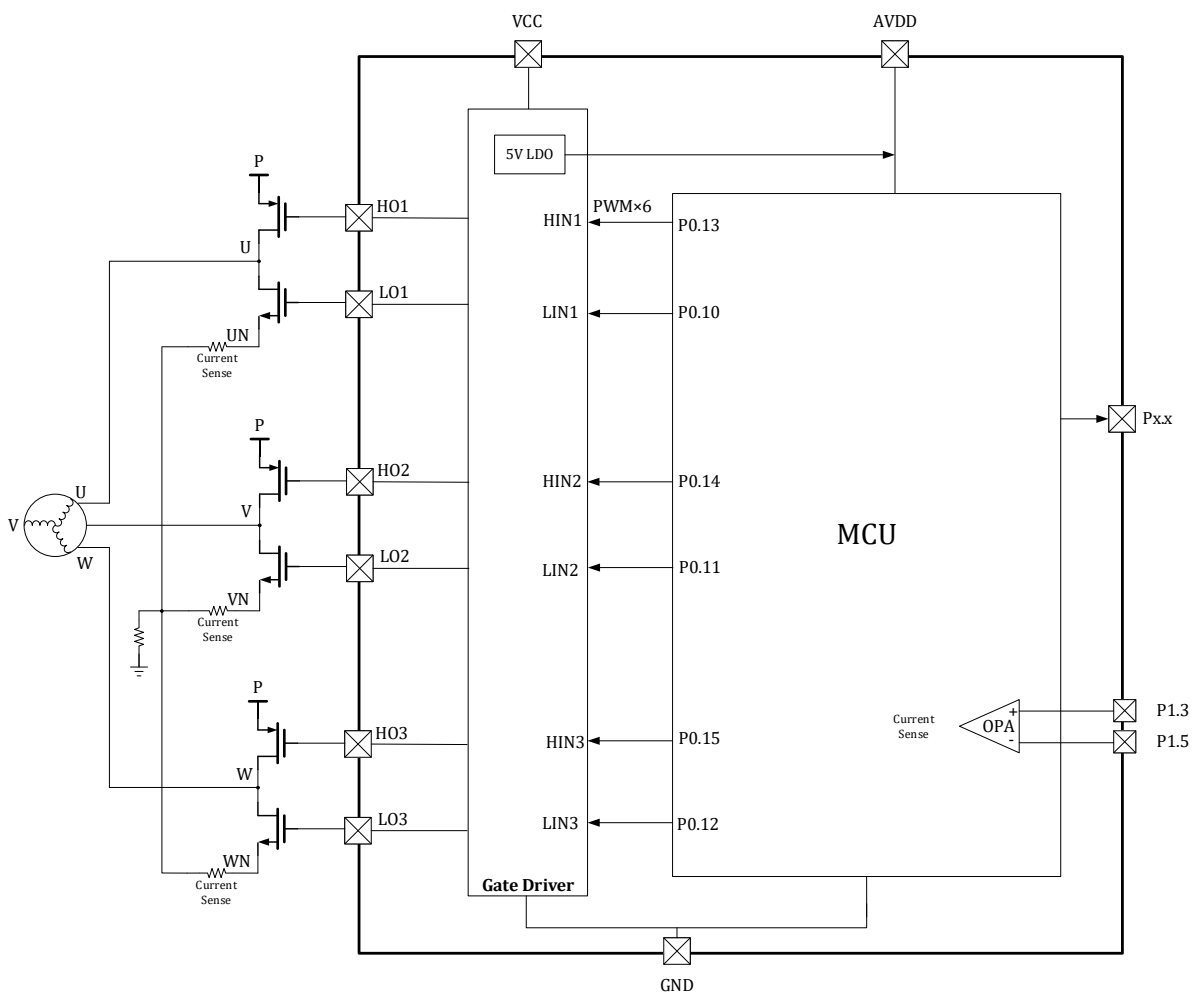 VCC
AVDD
5V LDO
P
HO1
HIN1
PWM×6
P0.13
U
LO1
LIN1
P0.10
UN
Current
Sense
Px.x
P
HO2
HIN2
P0.14
U
V
V
MCU
W
LO2
LIN2
P0.11
VN
Current
Sense
P
HO3
HIN3
P0.15
Current
Sense
+
OPA
-
P1.3
P1.5
W
LO3
LIN3
P0.12
WN
Current
Sense
Gate Driver
GND